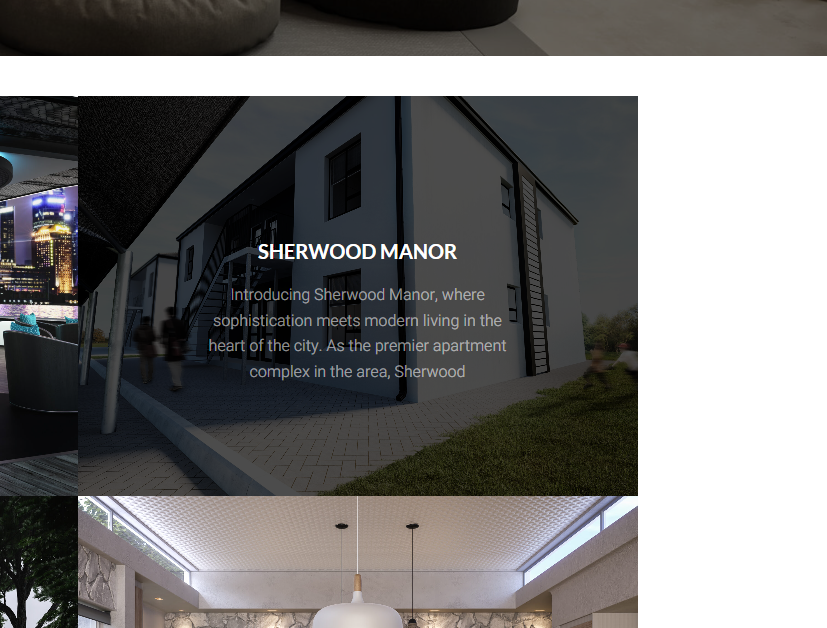 SHERWOOD MANOR
Introducing Sherwood Manor, where
sophistication meets modern living in the
heart of the city. As the premier apartment
complex in the area, Sherwood